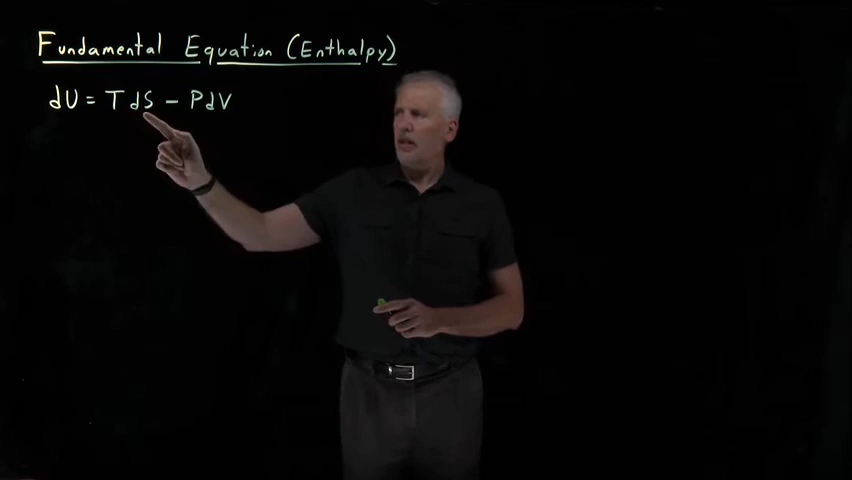 Fundamental Equation (Enthalpy)
dU = TdS - PdV